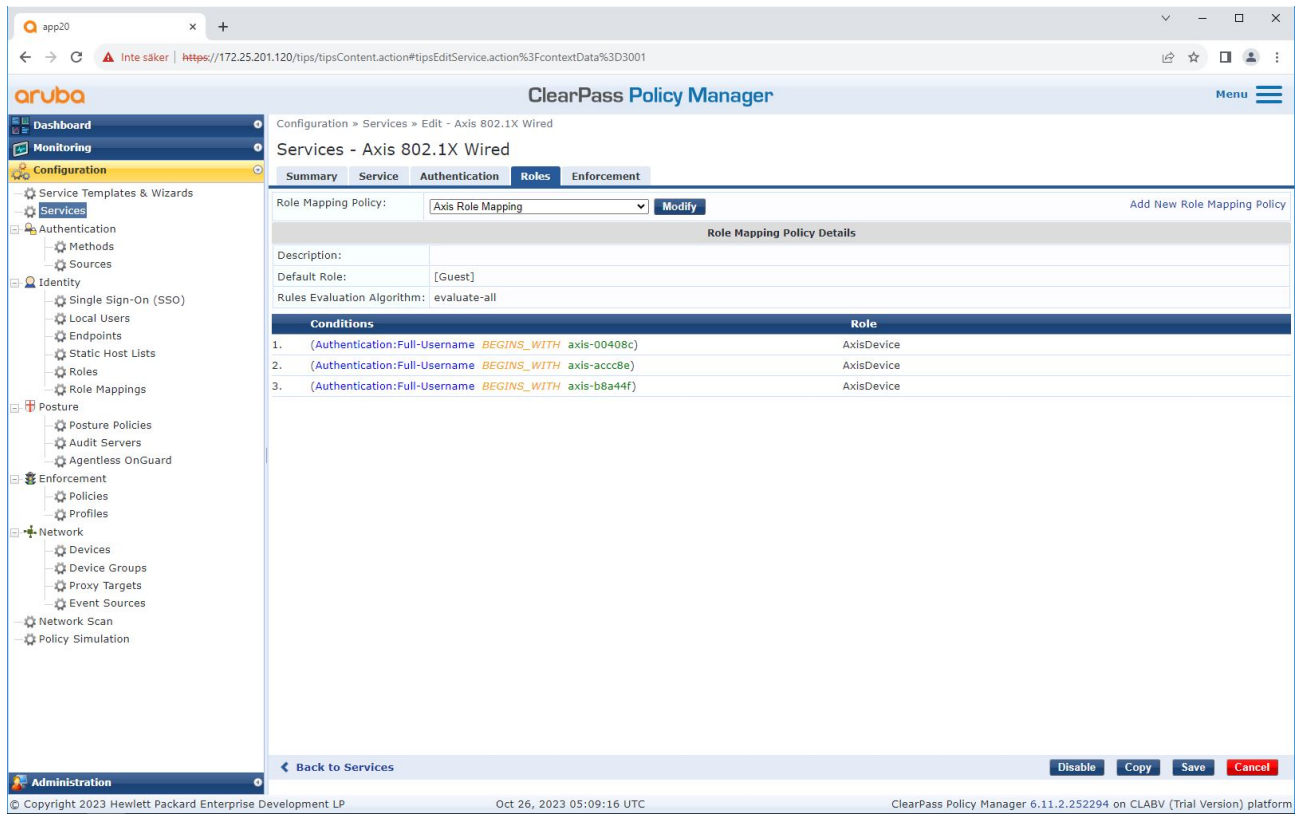 app20
Inte säker | https://172.25.201.120/tips/tipsContent.action#tipsEditService.action%3FcontextData%3D3001
aruba
ClearPass Policy Manager
Menu
Dashboard
Monitoring
Configuration
Service Templates & Wizards
Services
Authentication
Methods
Sources
Identity
Single Sign-On (SSO)
Local Users
Endpoints
Static Host Lists
Roles
Role Mappings
Posture
Posture Policies
Audit Servers
Agentless OnGuard
Enforcement
Policies
Profiles
Network
Devices
Device Groups
Proxy Targets
Event Sources
Network Scan
Policy Simulation
Administration
Configuration » Services » Edit - Axis 802.1X Wired
Services - Axis 802.1X Wired
Summary Service Authentication Roles Enforcement
Role Mapping Policy: Axis Role Mapping Modify Add New Role Mapping Policy
Role Mapping Policy Details
Description:
Default Role: [Guest]
Rules Evaluation Algorithm: evaluate-all
Conditions Role
1. (Authentication:Full-Username BEGINS_WITH axis-00408c) AxisDevice
2. (Authentication:Full-Username BEGINS_WITH axis-accc8e) AxisDevice
3. (Authentication:Full-Username BEGINS_WITH axis-b8a44f) AxisDevice
Back to Services Disable Copy Save Cancel
© Copyright 2023 Hewlett Packard Enterprise Development LP Oct 26, 2023 05:09:16 UTC ClearPass Policy Manager 6.11.2.252294 on CLABV (Trial Version) platform